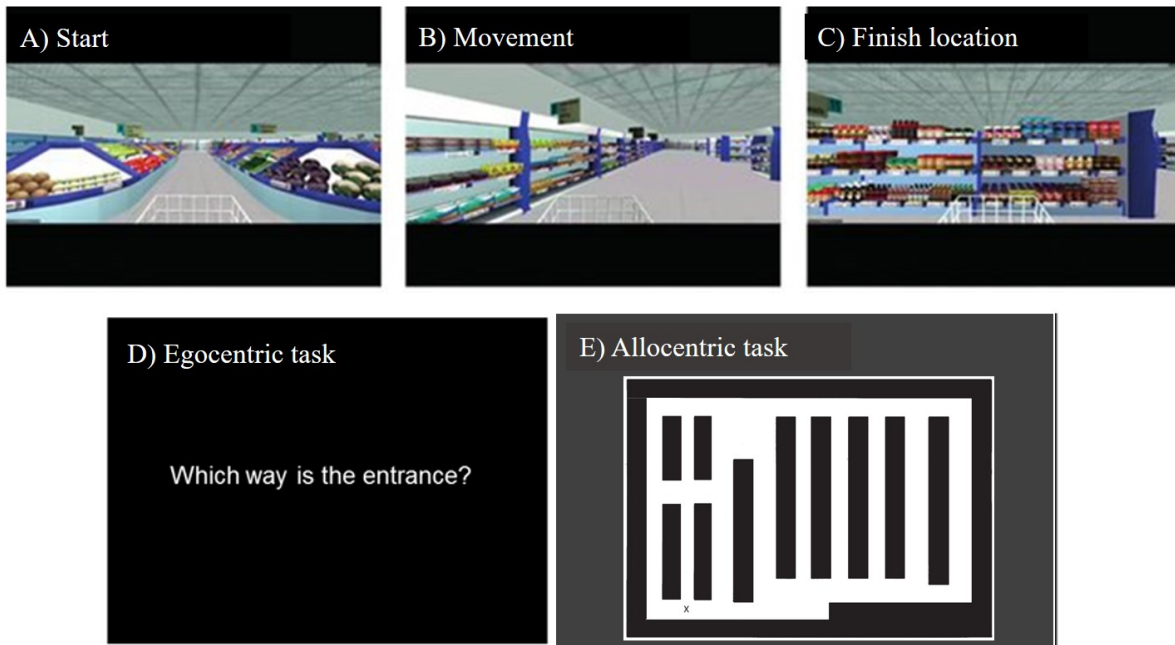 A) Start
B) Movement
C) Finish location
D) Egocentric task
Which way is the entrance?
E) Allocentric task
x